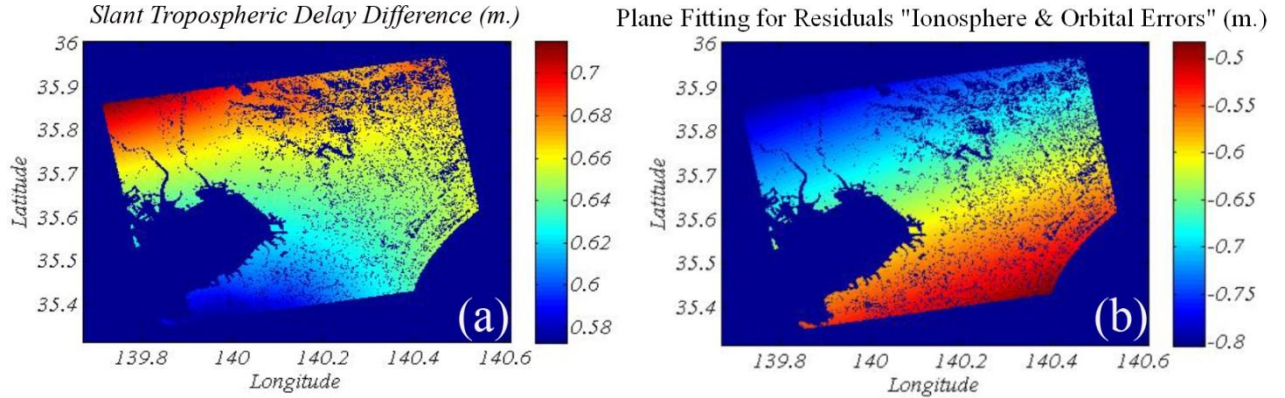 Slant Tropospheric Delay Difference (m.)
36
35.9
35.8
35.7
35.6
35.5
35.4
Latitude
139.8 140 140.2 140.4 140.6
Longitude
0.7
0.68
0.66
0.64
0.62
0.6
0.58
(a)
Plane Fitting for Residuals "Ionosphere & Orbital Errors" (m.)
36
35.9
35.8
35.7
35.6
35.5
35.4
Latitude
139.8 140 140.2 140.4 140.6
Longitude
-0.5
-0.55
-0.6
-0.65
-0.7
-0.75
-0.8
(b)